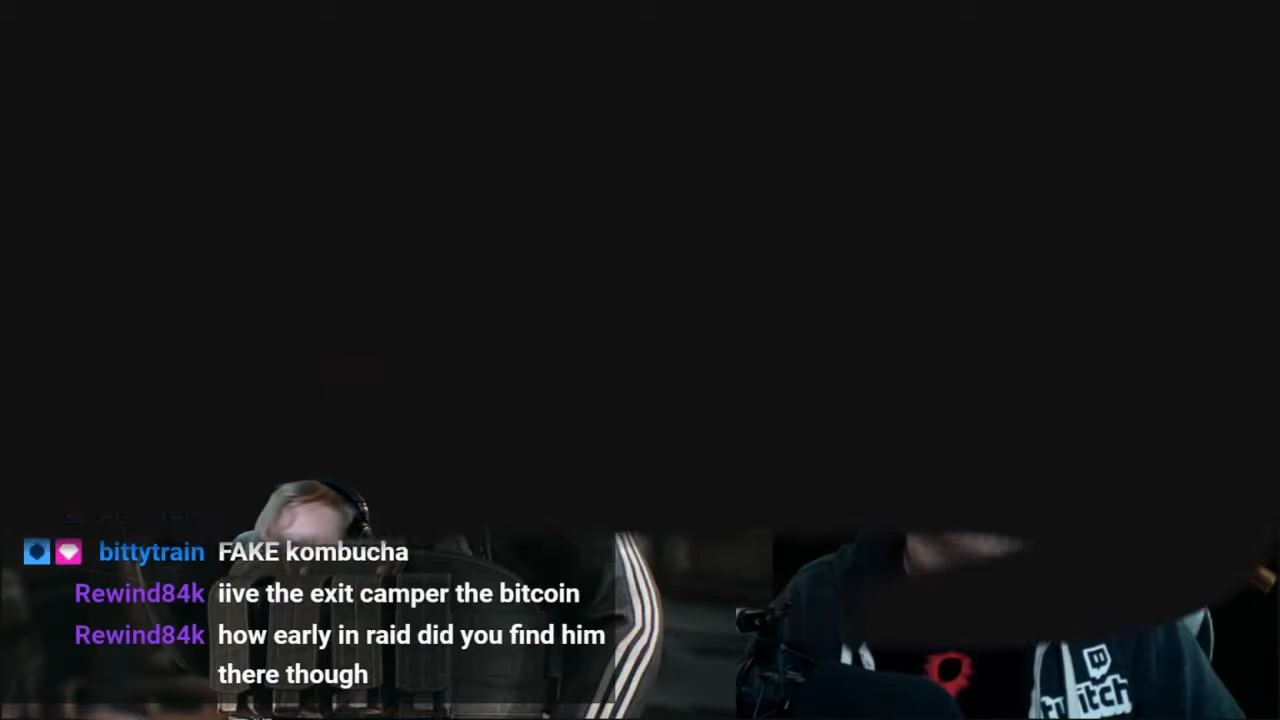 bittytrain FAKE kombucha
Rewind84k iive the exit camper the bitcoin
Rewind84k how early in raid did you find him
there though
twitch